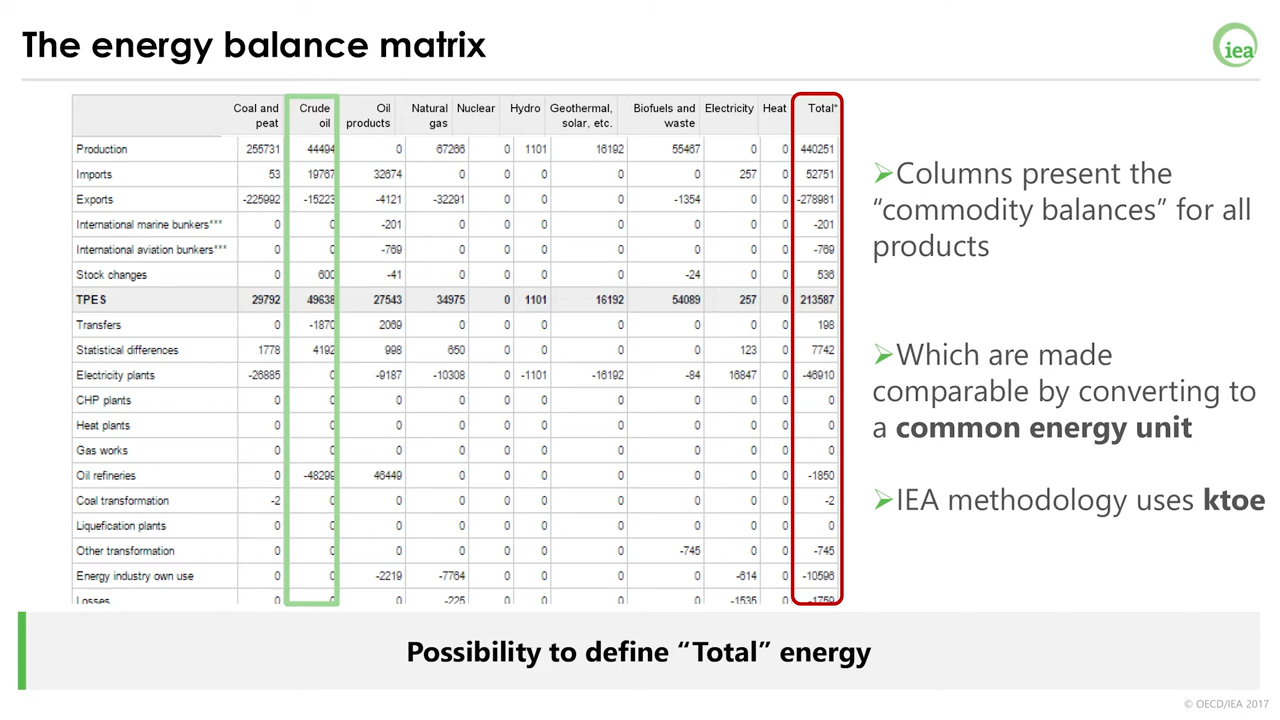 The energy balance matrix
iea
Coal and peat Crude oil Oil products Natural gas Nuclear Hydro Geothermal, solar, etc. Biofuels and waste Electricity Heat Total*
Production 255731 44494 0 67266 0 1101 16192 55467 0 0 440251
Imports 53 19767 32674 0 0 0 0 0 257 0 52751
Exports -225992 -15223 -4121 -32291 0 0 0 -1354 0 0 -278981
International marine bunkers*** 0 0 -201 0 0 0 0 0 0 0 -201
International aviation bunkers*** 0 0 -769 0 0 0 0 0 0 0 -769
Stock changes 0 600 -41 0 0 0 0 -24 0 0 536
TPES 29792 49638 27543 34975 0 1101 16192 54089 257 0 213587
Transfers 0 -1870 2069 0 0 0 0 0 0 0 198
Statistical differences 1778 4192 998 650 0 0 0 0 123 0 7742
Electricity plants -26885 0 -9187 -10308 0 -1101 -16192 -84 16847 0 -46910
CHP plants 0 0 0 0 0 0 0 0 0 0 0
Heat plants 0 0 0 0 0 0 0 0 0 0 0
Gas works 0 0 0 0 0 0 0 0 0 0 0
Oil refineries 0 -48299 46449 0 0 0 0 0 0 0 -1850
Coal transformation -2 0 0 0 0 0 0 0 0 0 -2
Liquefication plants 0 0 0 0 0 0 0 0 0 0 0
Other transformation 0 0 0 0 0 0 0 -745 0 0 -745
Energy industry own use 0 0 -2219 -7764 0 0 0 0 -614 0 -10596
Losses 0 0 0 -225 0 0 0 0 -1535 0 -1759
➢Columns present the
“commodity balances” for all
products
➢Which are made
comparable by converting to
a common energy unit
➢IEA methodology uses ktoe
Possibility to define “Total” energy
© OECD/IEA 2017